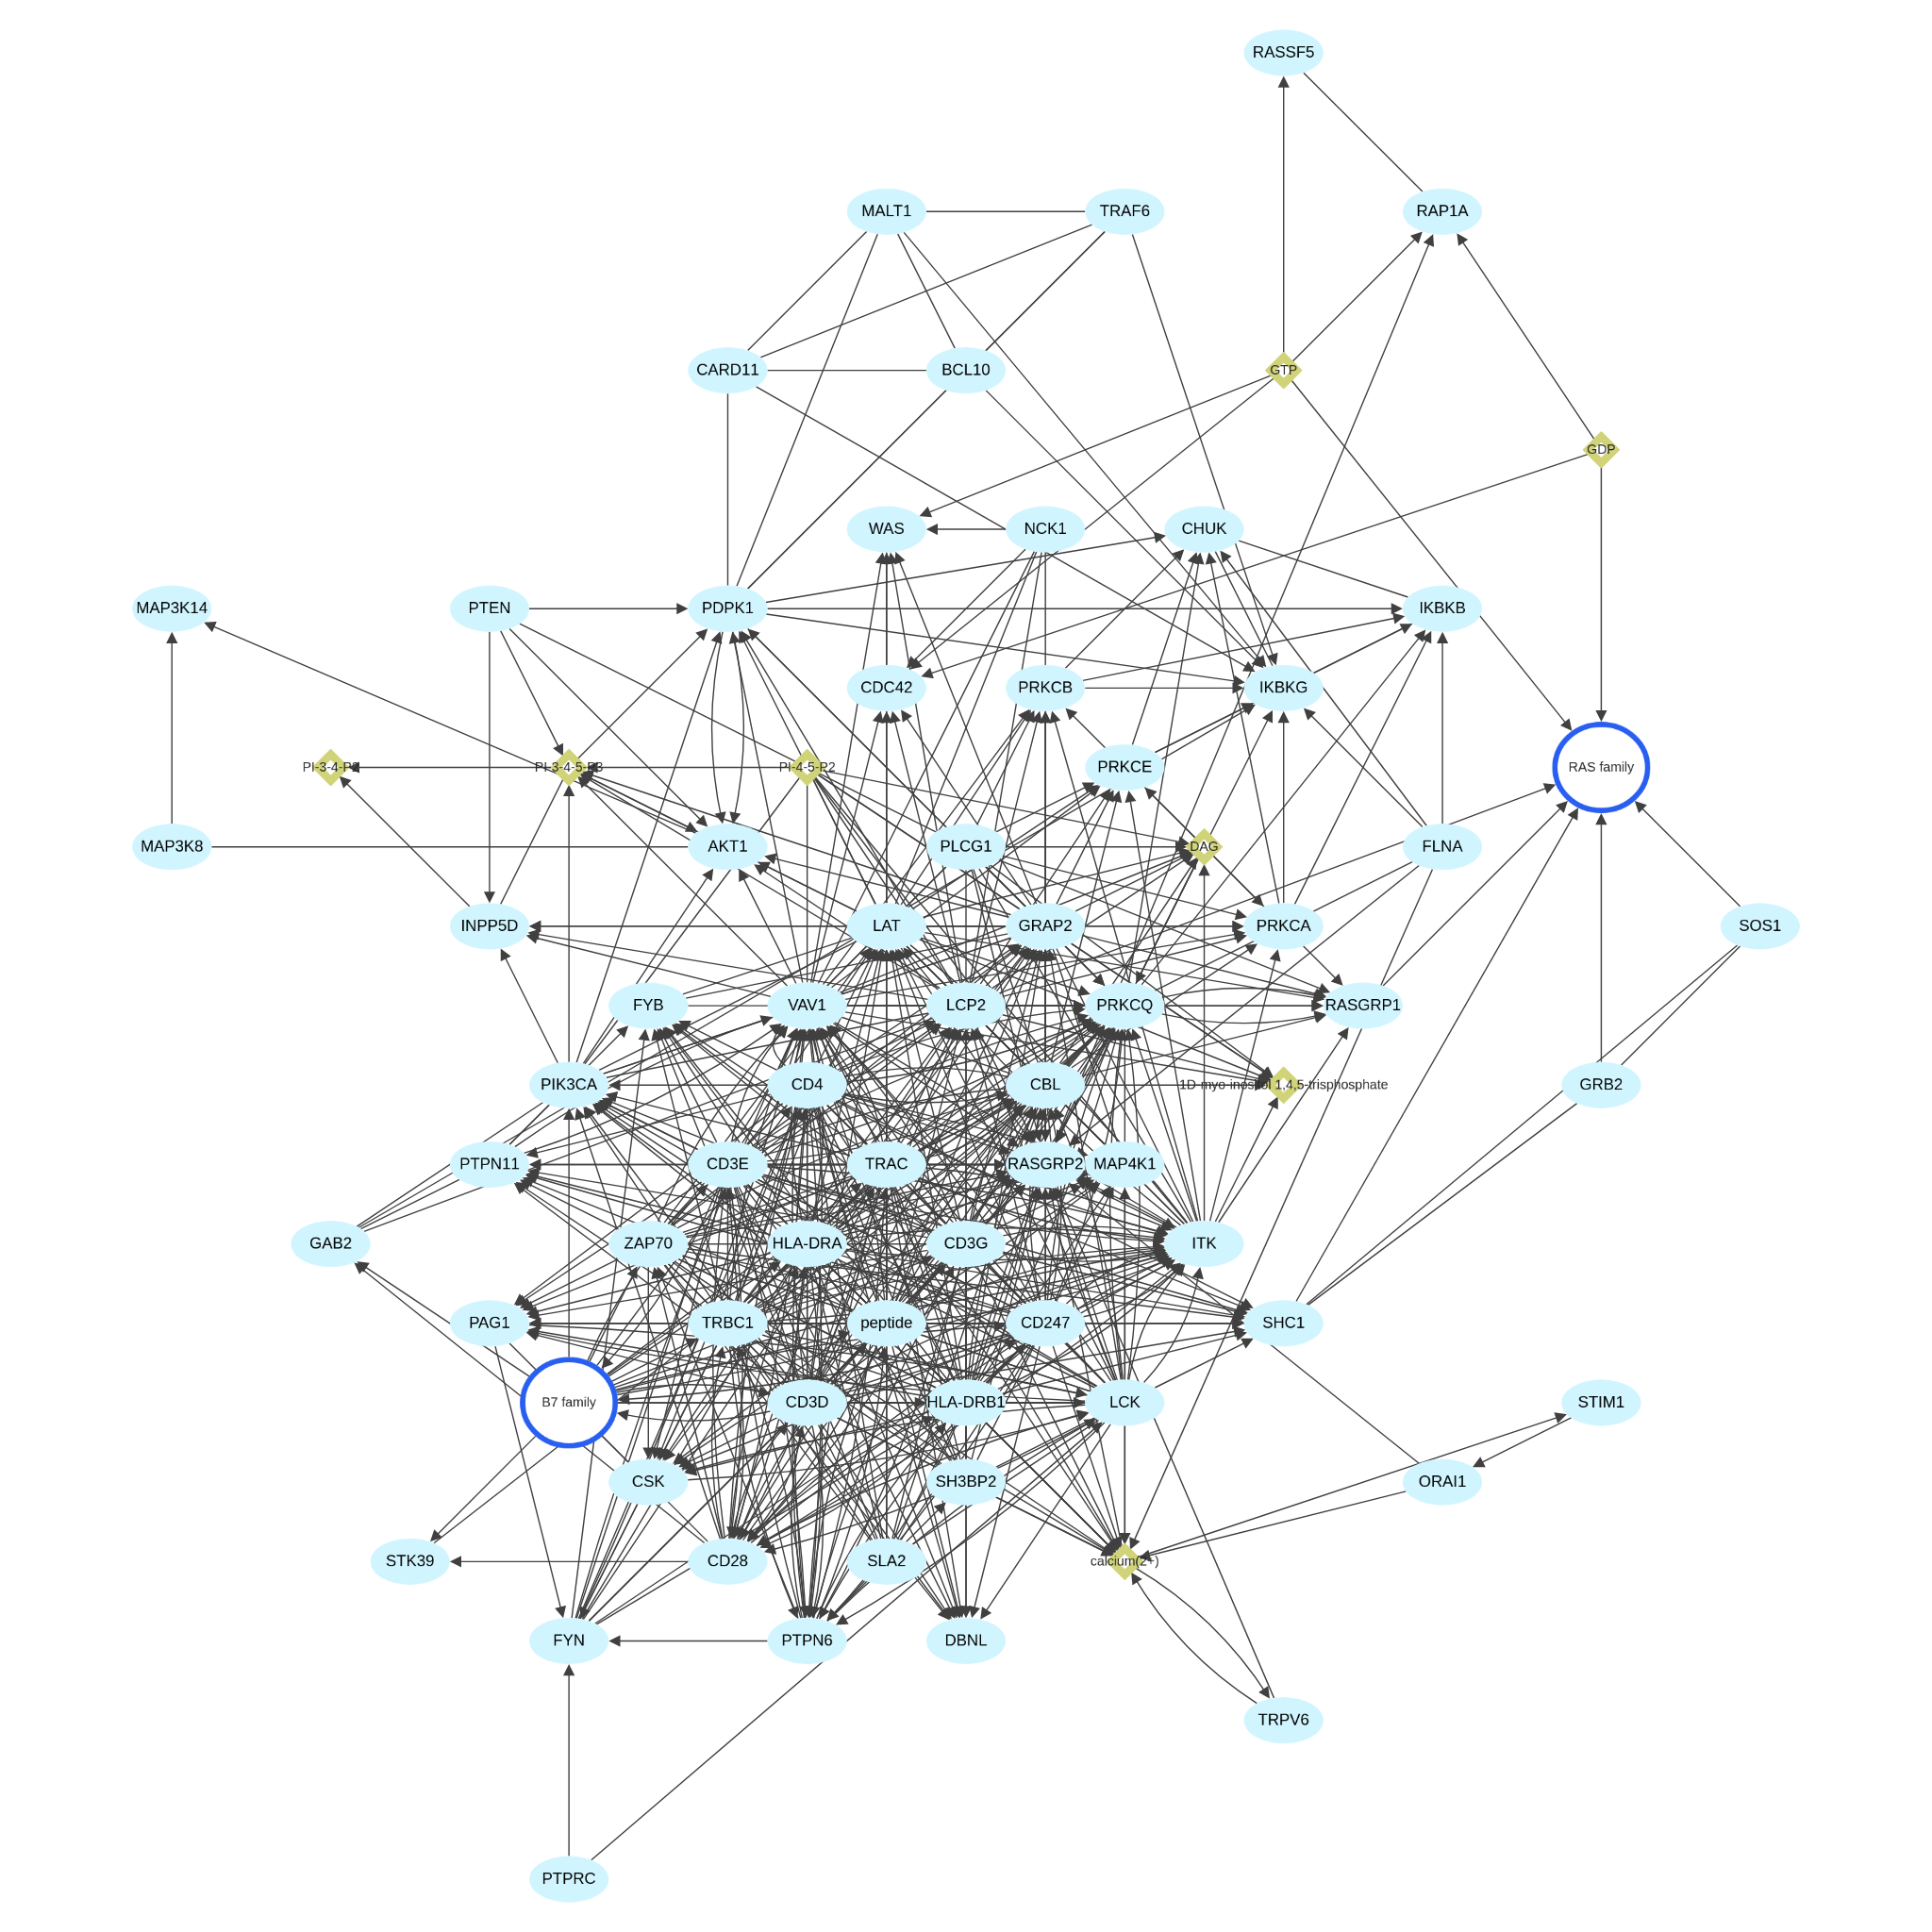 RASSF5
MALT1
TRAF6
RAP1A
CARD11
BCL10
GTP
GDP
WAS
NCK1
CHUK
MAP3K14
PTEN
PDPK1
IKBKB
CDC42
PRKCB
IKBKG
PI-3-4-P2
PI-3-4-5-P3
PI-4-5-P2
PRKCE
RAS family
MAP3K8
AKT1
PLCG1
DAG
FLNA
INPP5D
LAT
GRAP2
PRKCA
SOS1
FYB
VAV1
LCP2
PRKCQ
RASGRP1
PIK3CA
CD4
CBL
1D-myo-inositol 1,4,5-trisphosphate
GRB2
PTPN11
CD3E
TRAC
RASGRP2
MAP4K1
GAB2
ZAP70
HLA-DRA
CD3G
ITK
PAG1
TRBC1
peptide
CD247
SHC1
B7 family
CD3D
HLA-DRB1
LCK
STIM1
CSK
SH3BP2
ORAI1
STK39
CD28
SLA2
calcium(2+)
FYN
PTPN6
DBNL
TRPV6
PTPRC